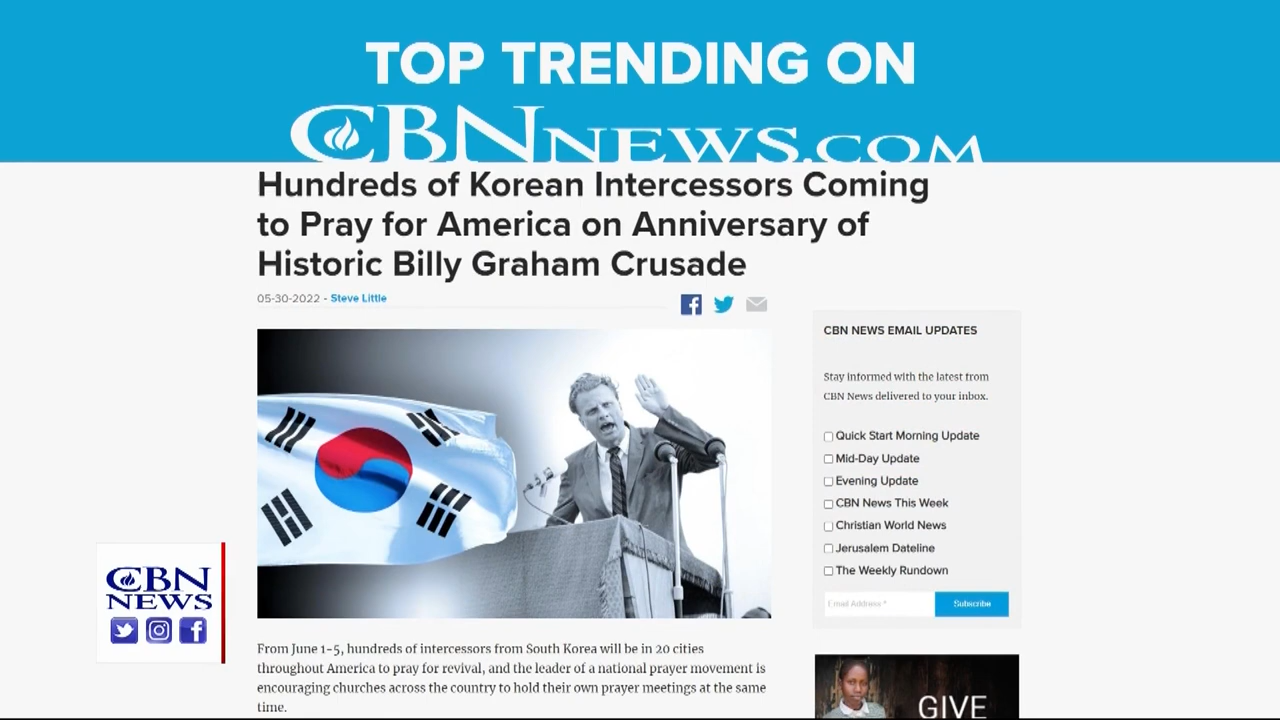 TOP TRENDING ON
CBNNEWS.COM
Hundreds of Korean Intercessors Coming
to Pray for America on Anniversary of
Historic Billy Graham Crusade
05-30-2022 - Steve Little
CBN NEWS EMAIL UPDATES
Stay informed with the latest from
CBN News delivered to your inbox.
Quick Start Morning Update
Mid-Day Update
Evening Update
CBN News This Week
Christian World News
Jerusalem Dateline
The Weekly Rundown
Email Address *
Subscribe
CBN
NEWS
From June 1-5, hundreds of intercessors from South Korea will be in 20 cities
throughout America to pray for revival, and the leader of a national prayer movement is
encouraging churches across the country to hold their own prayer meetings at the same
time.
GIVE